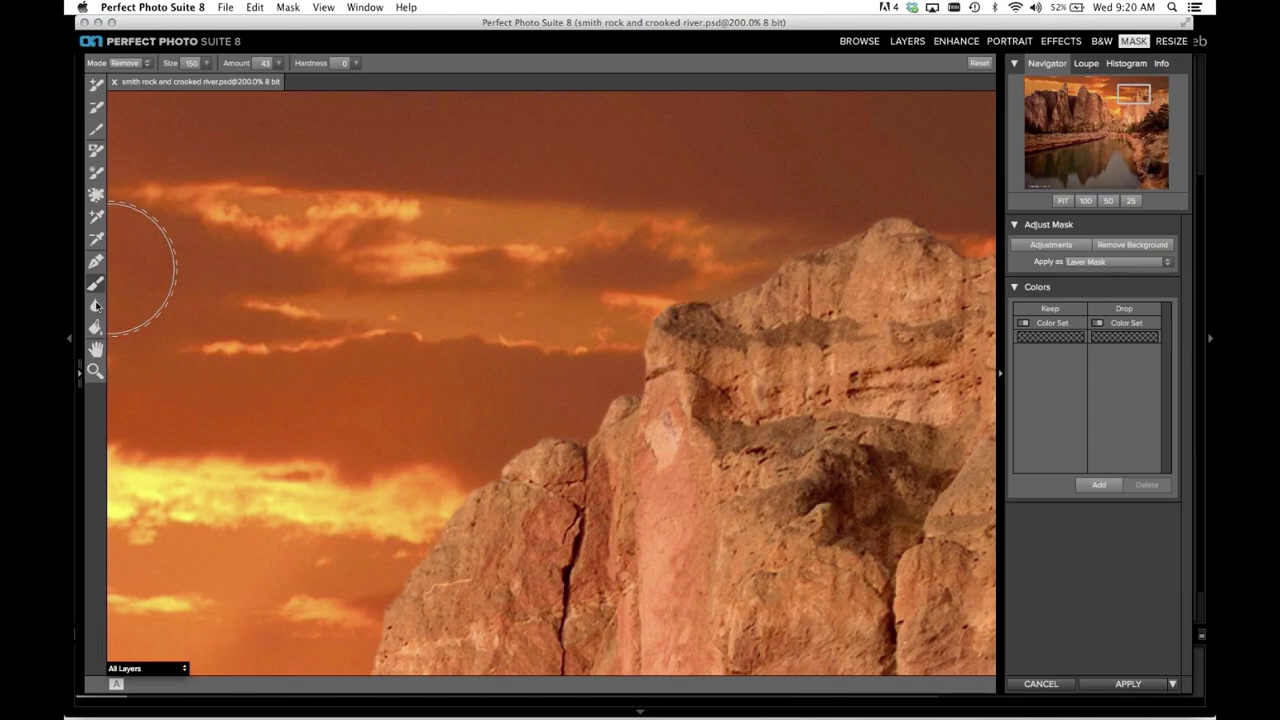 Perfect Photo Suite 8 File Edit Mask View Window Help 4 52% Wed 9:20 AM
Perfect Photo Suite 8 (smith rock and crooked river.psd@200.0% 8 bit)
on PERFECT PHOTO SUITE 8 BROWSE LAYERS ENHANCE PORTRAIT EFFECTS B&W MASK RESIZE eb
Mode Remove Size 150 Amount 43 Hardness 0 Reset
Navigator Loupe Histogram Info
X smith rock and crooked river.psd@200.0% 8 bit
FIT 100 50 25
Adjust Mask
Adjustments Remove Background
Apply as Layer Mask
Colors
Keep Drop
Color Set Color Set
Add Delete
All Layers
A
CANCEL APPLY